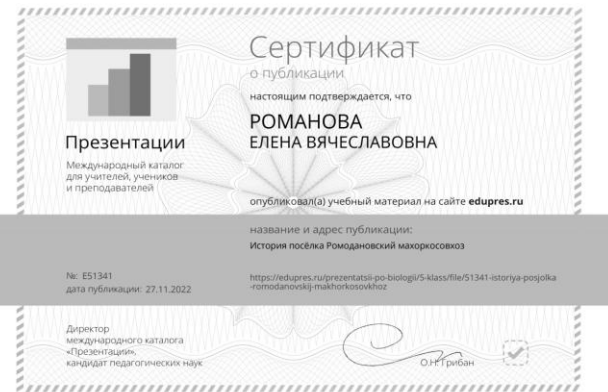 Презентации
Международный каталог
для учителей, учеников
и преподавателей
№: E51341
дата публикации: 27.11.2022
Директор
международного каталога
«Презентации»,
кандидат педагогических наук
Сертификат
о публикации
настоящим подтверждается, что
РОМАНОВА
ЕЛЕНА ВЯЧЕСЛАВОВНА
опубликовал(а) учебный материал на сайте edupres.ru
название и адрес публикации:
История посёлка Ромодановский махоркосовхоз
https://edupres.ru/prezentatsii-po-biologii/5-klass/file/51341-istoriya-posjolka
-romodanovskij-makhorkosovkhoz
О.Н. Грибан